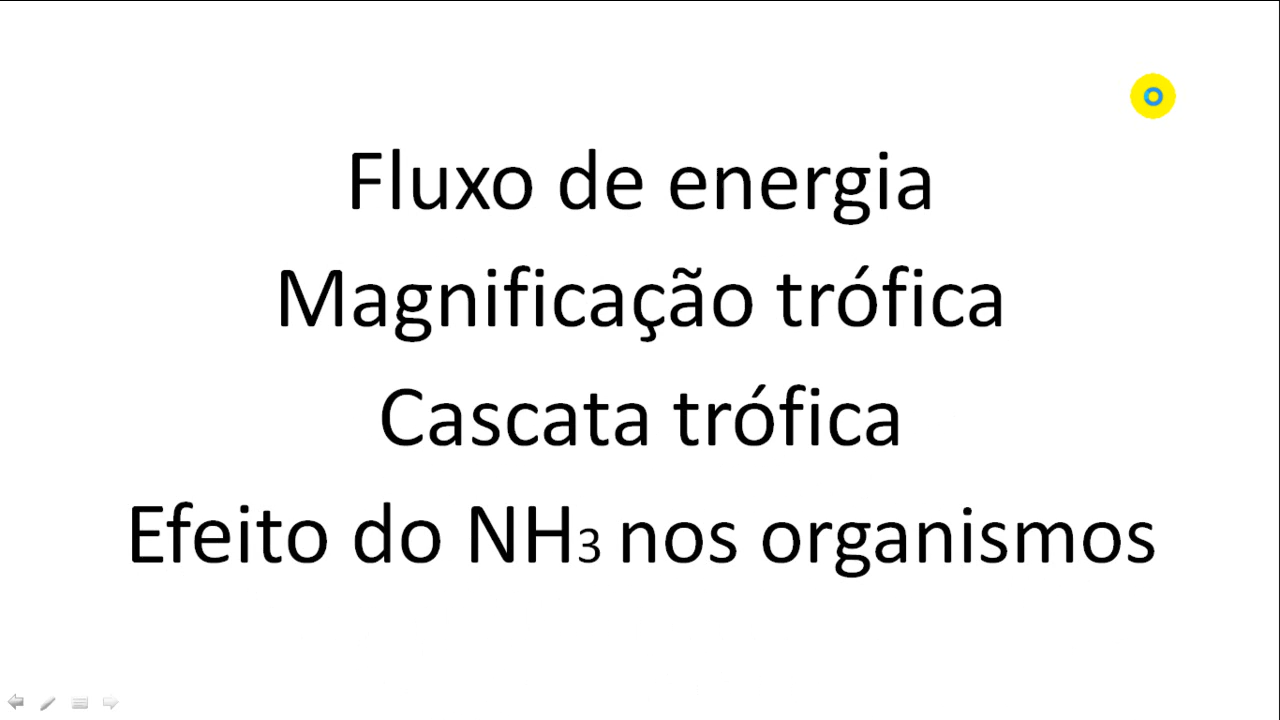 Fluxo de energia
Magnificação trófica
Cascata trófica
Efeito do NH₃ nos organismos